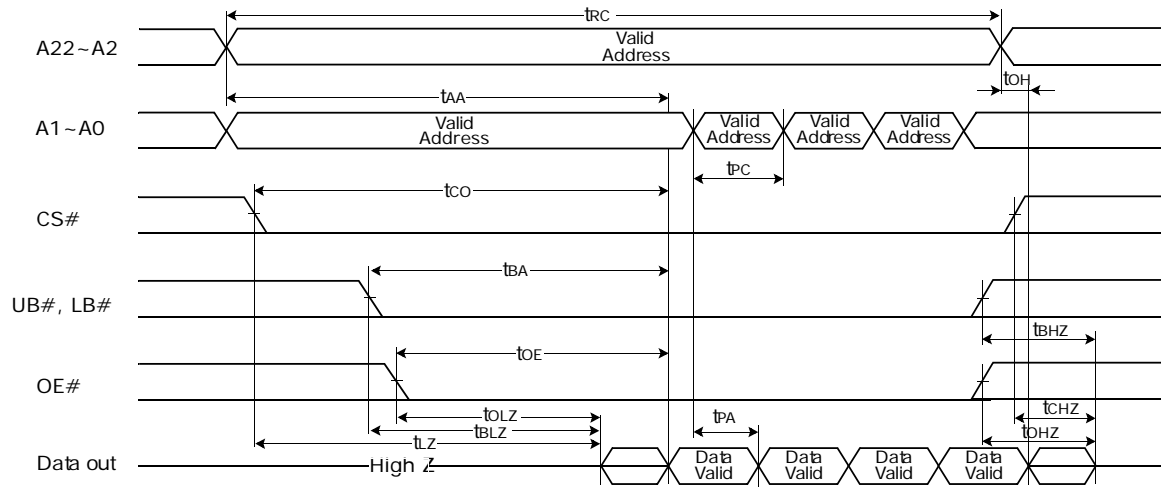 tRC
A22~A2
Valid
Address
tOH
tAA
A1~A0
Valid
Address
Valid
Address
Valid
Address
Valid
Address
tPC
tCO
CS#
tBA
UB#, LB#
tBHZ
tOE
OE#
tOLZ
tPA
tCHZ
tBLZ
tOHZ
tLZ
Data out
High Z
Data
Valid
Data
Valid
Data
Valid
Data
Valid